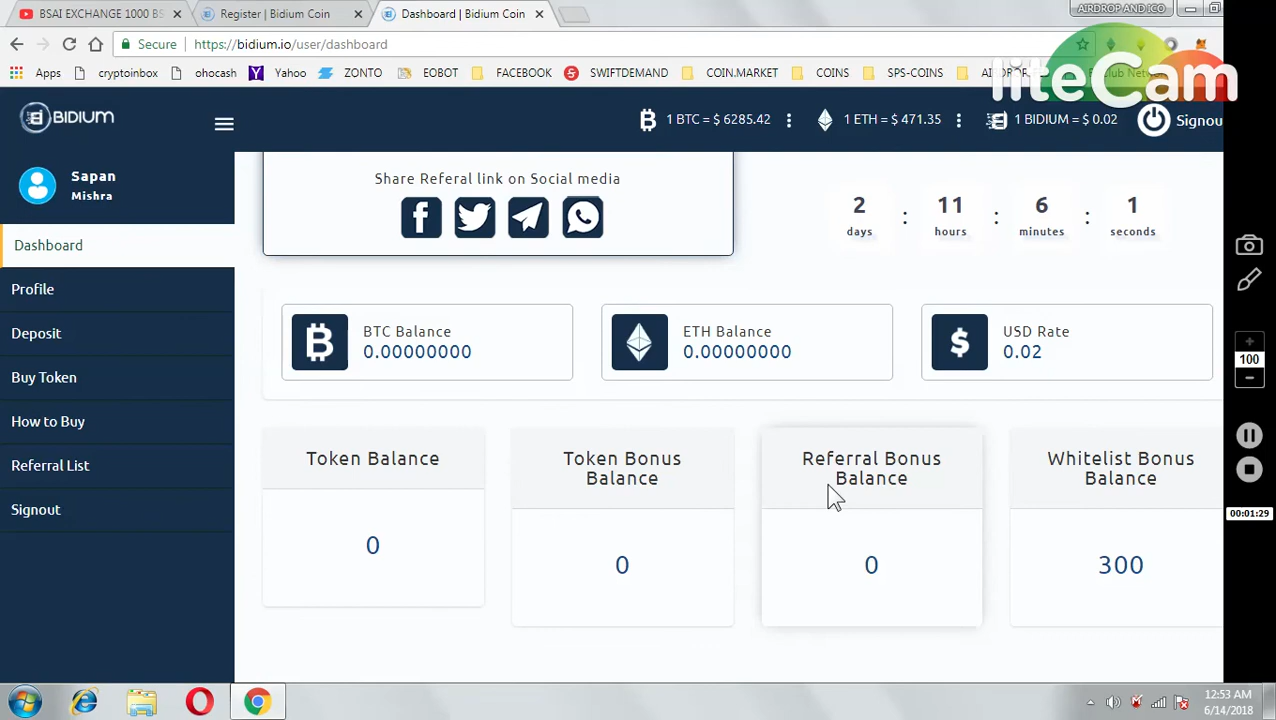 BSAI EXCHANGE 1000 BS
Register | Bidium Coin
Dashboard | Bidium Coin
AIRDROP AND ICO
Secure
https://bidium.io/user/dashboard
Apps
cryptoinbox
ohocash
Yahoo
ZONTO
EOBOT
FACEBOOK
SWIFTDEMAND
COIN.MARKET
COINS
SPS-COINS
liteCam
BIDIUM
1 BTC = $ 6285.42
1 ETH = $ 471.35
1 BIDIUM = $ 0.02
Signou
Sapan
Mishra
Dashboard
Profile
Deposit
Buy Token
How to Buy
Referral List
Signout
Share Referal link on Social media
2 : 11 : 6 : 1
days hours minutes seconds
BTC Balance
0.00000000
ETH Balance
0.00000000
USD Rate
0.02
Token Balance
0
Token Bonus
Balance
0
Referral Bonus
Balance
0
Whitelist Bonus
Balance
300
100
00:01:29
12:53 AM
6/14/2018